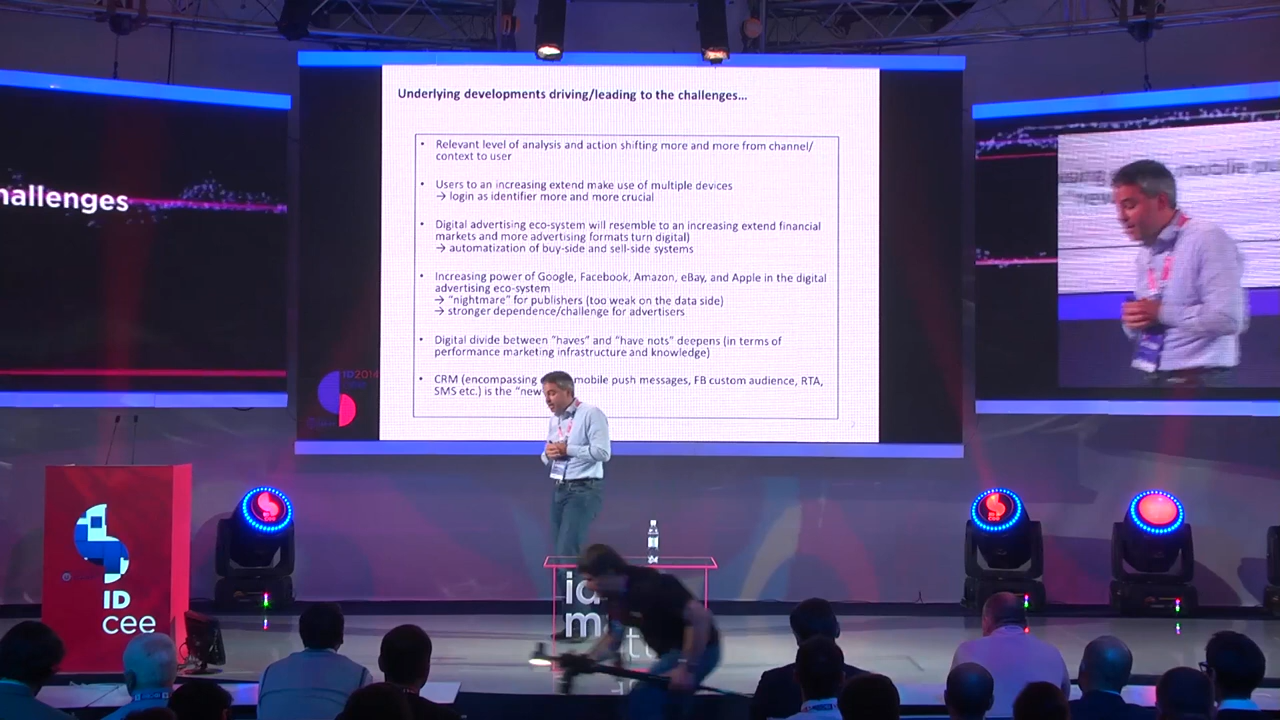 Underlying developments driving/leading to the challenges...
• Relevant level of analysis and action shifting more and more from channel/
context to user
• Users to an increasing extend make use of multiple devices
→ login as identifier more and more crucial
• Digital advertising eco-system will resemble to an increasing extend financial
markets and more advertising formats turn digital)
→ automatization of buy-side and sell-side systems
• Increasing power of Google, Facebook, Amazon, eBay, and Apple in the digital
advertising eco-system
→ "nightmare" for publishers (too weak on the data side)
→ stronger dependence/challenge for advertisers
• Digital divide between "haves" and "have nots" deepens (in terms of
performance marketing infrastructure and knowledge)
• CRM (encompassing mobile push messages, FB custom audience, RTA,
SMS etc.) is the "new
2
hallenges
ID2014
ID
cee
id
m